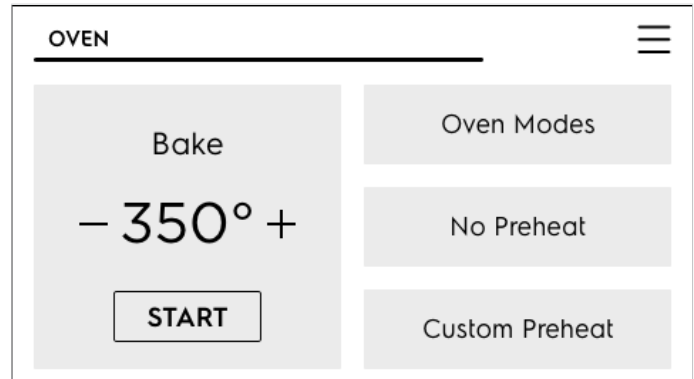 OVEN
Bake
− 350° +
START
Oven Modes
No Preheat
Custom Preheat